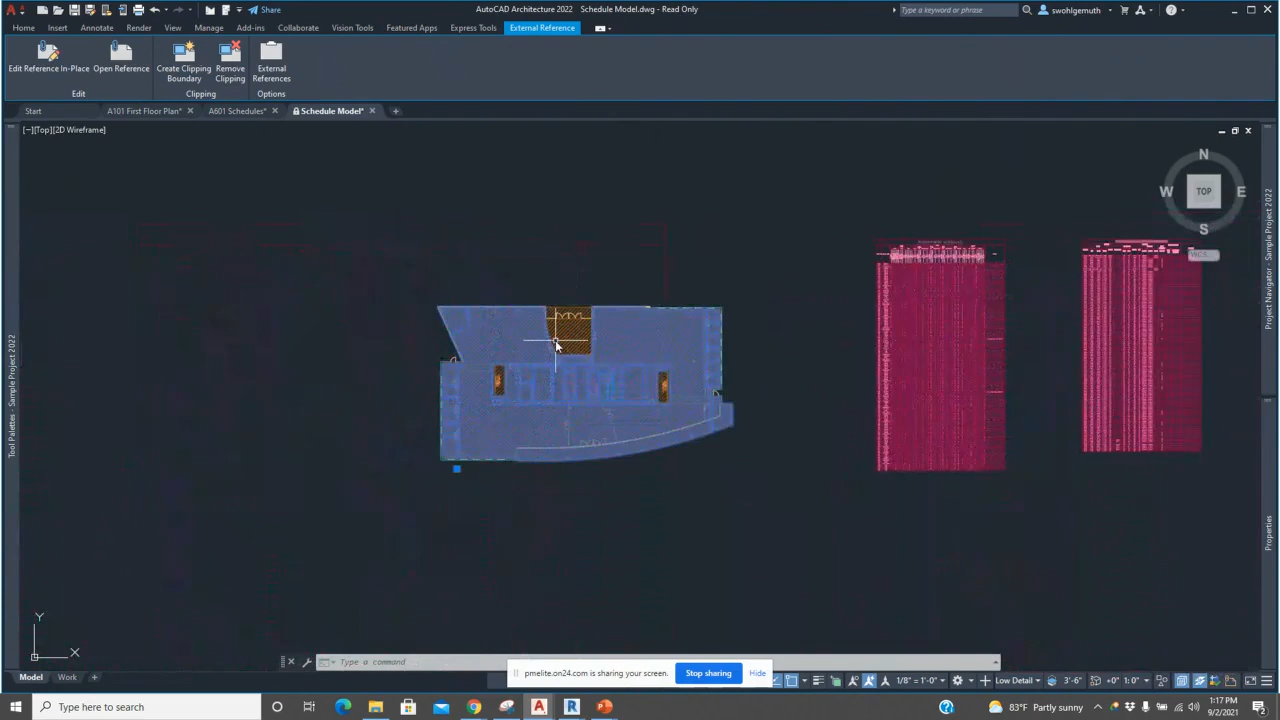 Share
AutoCAD Architecture 2022 Schedule Model.dwg - Read Only
Type a keyword or phrase
swohlgemuth
Home Insert Annotate Render View Manage Add-ins Collaborate Vision Tools Featured Apps Express Tools External Reference
Edit Reference In-Place Open Reference Create Clipping Boundary Remove Clipping External References
Edit Clipping Options
Start A101 First Floor Plan* A601 Schedules* Schedule Model*
[−][Top][2D Wireframe]
N
W TOP E
S
WCS
Tool Palettes - Sample Project 2022
Project Navigator - Sample Project 2022
Properties
Y
X
Type a command
pmelite.on24.com is sharing your screen. Stop sharing Hide
Model Work
1/8" = 1'-0" Low Detail 3'-6" +0" 1:0
Type here to search
83°F Partly sunny
1:17 PM
9/2/2021
2